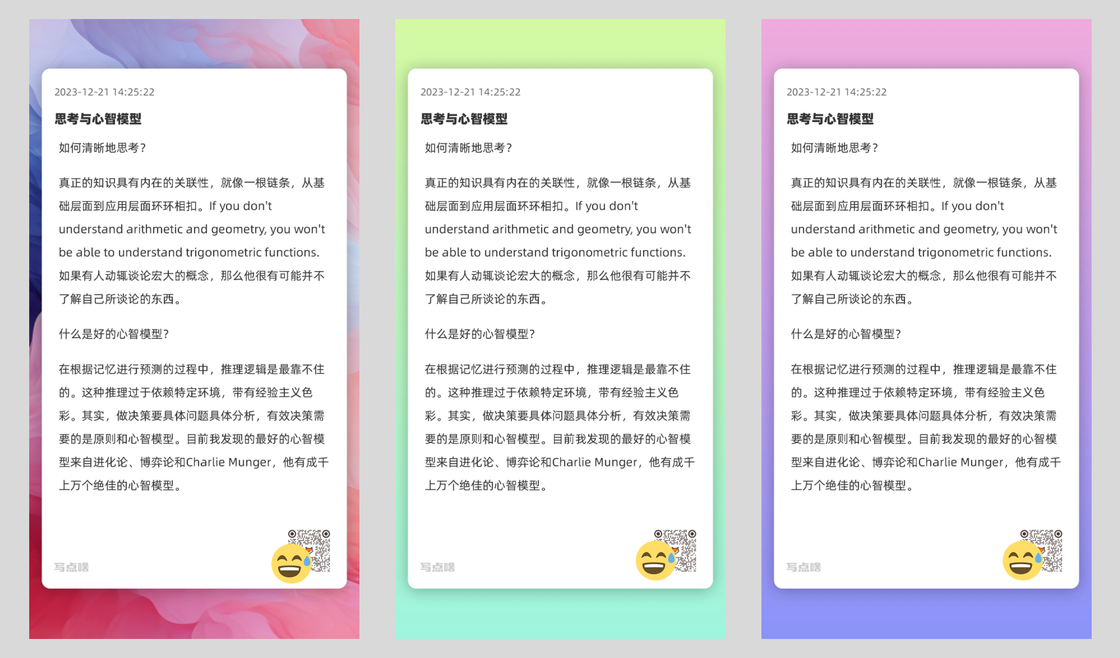 2023-12-21 14:25:22
思考与心智模型
如何清晰地思考？
真正的知识具有内在的关联性，就像一根链条，从基
础层面到应用层面环环相扣。If you don't
understand arithmetic and geometry, you won't
be able to understand trigonometric functions.
如果有人动辄谈论宏大的概念，那么他很有可能并不
了解自己所谈论的东西。
什么是好的心智模型？
在根据记忆进行预测的过程中，推理逻辑是最靠不住
的。这种推理过于依赖特定环境，带有经验主义色
彩。其实，做决策要具体问题具体分析，有效决策需
要的是原则和心智模型。目前我发现的最好的心智模
型来自进化论、博弈论和Charlie Munger，他有成千
上万个绝佳的心智模型。
写点啥
2023-12-21 14:25:22
思考与心智模型
如何清晰地思考？
真正的知识具有内在的关联性，就像一根链条，从基
础层面到应用层面环环相扣。If you don't
understand arithmetic and geometry, you won't
be able to understand trigonometric functions.
如果有人动辄谈论宏大的概念，那么他很有可能并不
了解自己所谈论的东西。
什么是好的心智模型？
在根据记忆进行预测的过程中，推理逻辑是最靠不住
的。这种推理过于依赖特定环境，带有经验主义色
彩。其实，做决策要具体问题具体分析，有效决策需
要的是原则和心智模型。目前我发现的最好的心智模
型来自进化论、博弈论和Charlie Munger，他有成千
上万个绝佳的心智模型。
写点啥
2023-12-21 14:25:22
思考与心智模型
如何清晰地思考？
真正的知识具有内在的关联性，就像一根链条，从基
础层面到应用层面环环相扣。If you don't
understand arithmetic and geometry, you won't
be able to understand trigonometric functions.
如果有人动辄谈论宏大的概念，那么他很有可能并不
了解自己所谈论的东西。
什么是好的心智模型？
在根据记忆进行预测的过程中，推理逻辑是最靠不住
的。这种推理过于依赖特定环境，带有经验主义色
彩。其实，做决策要具体问题具体分析，有效决策需
要的是原则和心智模型。目前我发现的最好的心智模
型来自进化论、博弈论和Charlie Munger，他有成千
上万个绝佳的心智模型。
写点啥